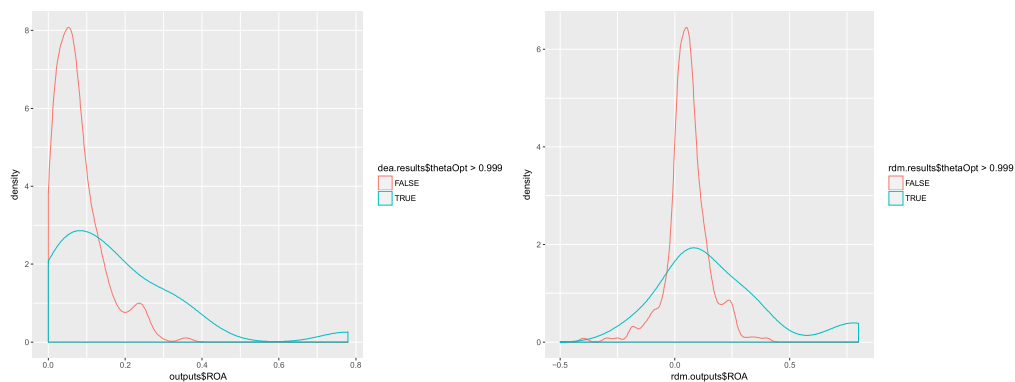 8
6
4
2
0
density
0.0 0.2 0.4 0.6 0.8
outputs$ROA
dea.results$thetaOpt > 0.999
FALSE
TRUE
6
4
2
0
density
−0.5 0.0 0.5
rdm.outputs$ROA
rdm.results$thetaOpt > 0.999
FALSE
TRUE